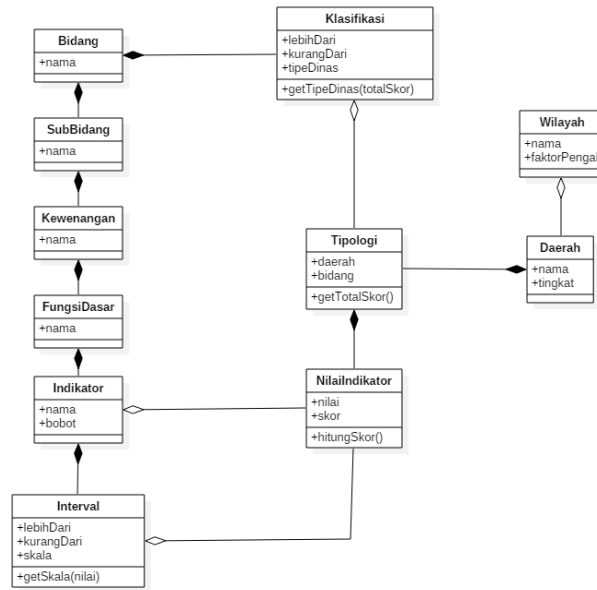 Klasifikasi
+lebihDari
+kurangDari
+tipeDinas
+getTipeDinas(totalSkor)
Bidang
+nama
SubBidang
+nama
Kewenangan
+nama
FungsiDasar
+nama
Indikator
+nama
+bobot
Interval
+lebihDari
+kurangDari
+skala
+getSkala(nilai)
Tipologi
+daerah
+bidang
+getTotalSkor()
NilaiIndikator
+nilai
+skor
+hitungSkor()
Wilayah
+nama
+faktorPengal
Daerah
+nama
+tingkat